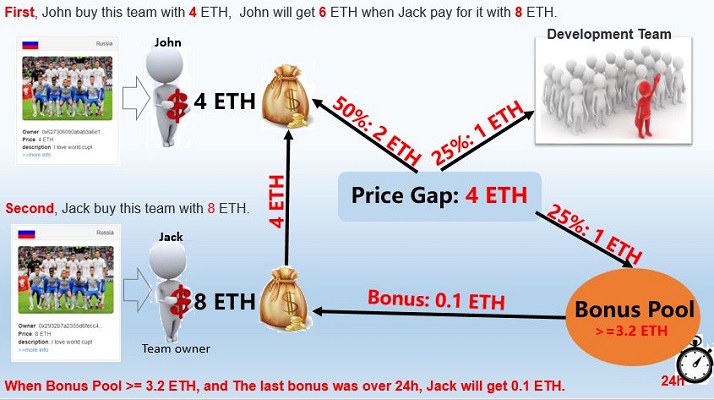 First, John buy this team with 4 ETH, John will get 6 ETH when Jack pay for it with 8 ETH.
Russia
John
Development Team
4 ETH
50%: 2 ETH
25%: 1 ETH
Price: 4 ETH
description: I love world cup!
>>more info
Price Gap: 4 ETH
4 ETH
25%: 1 ETH
Second, Jack buy this team with 8 ETH.
Russia
Jack
8 ETH
Bonus: 0.1 ETH
Bonus Pool
>=3.2 ETH
Price: 8 ETH
description: I love world cup!
>>more info
Team owner
24h
When Bonus Pool >= 3.2 ETH, and The last bonus was over 24h, Jack will get 0.1 ETH.